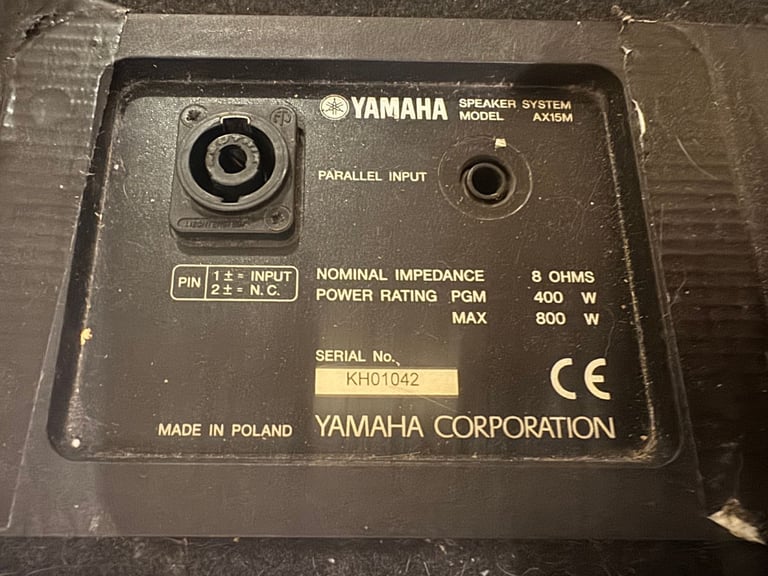 YAMAHA SPEAKER SYSTEM
MODEL AX15M
PARALLEL INPUT
PIN 1 ± = INPUT
2 ± = N.C.
NOMINAL IMPEDANCE 8 OHMS
POWER RATING PGM 400 W
MAX 800 W
SERIAL No.
KH01042
CE
MADE IN POLAND YAMAHA CORPORATION